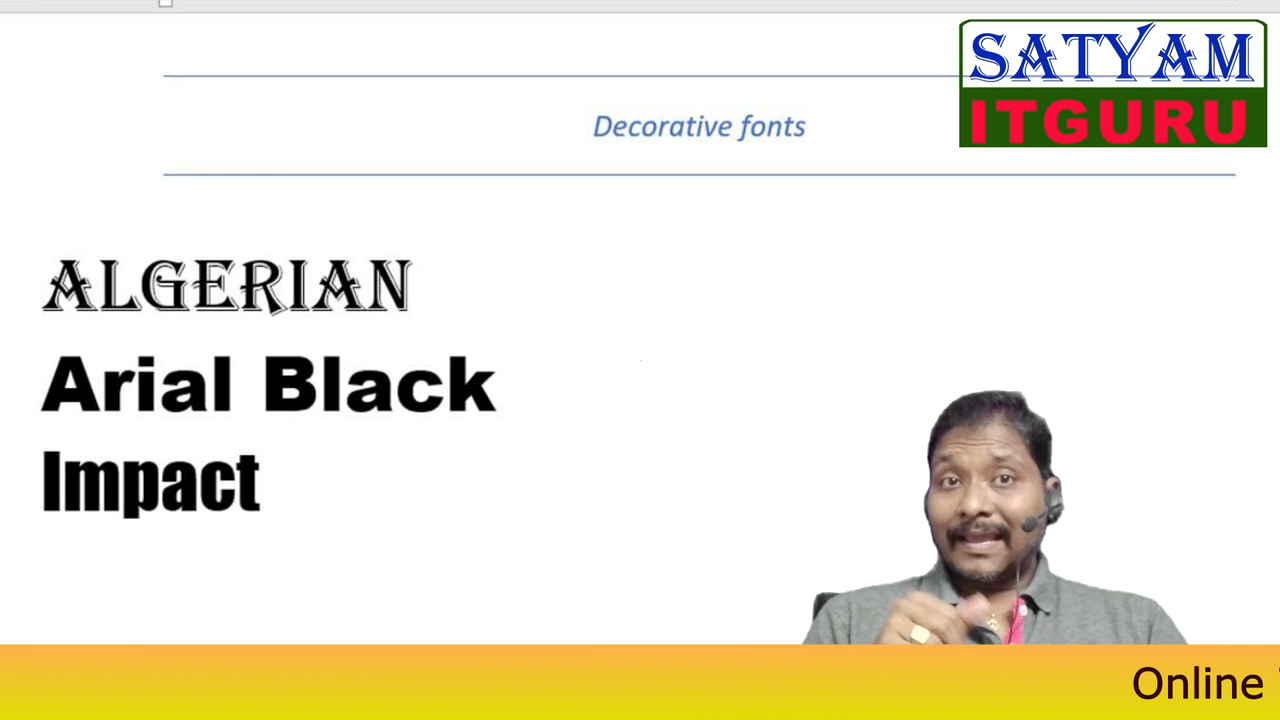 SATYAM
ITGURU
Decorative fonts
ALGERIAN
Arial Black
Impact
Online